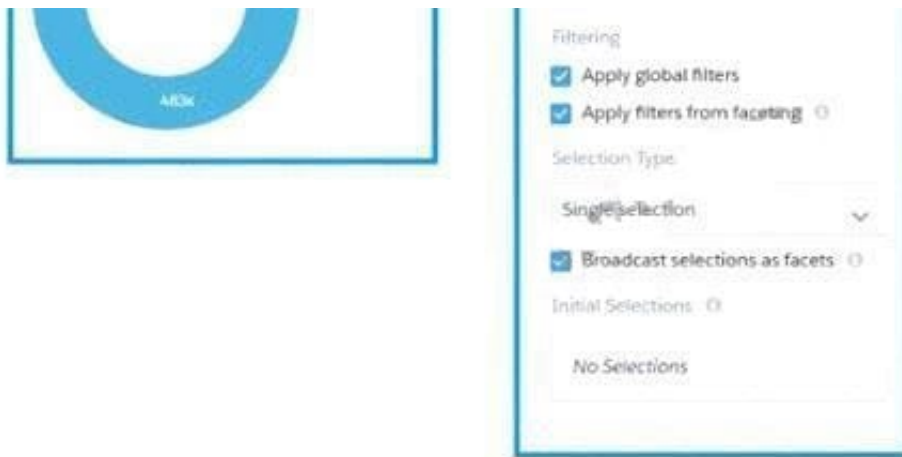 483K
Filtering
Apply global filters
Apply filters from faceting
Selection Type
Single selection
Broadcast selections as facets
Initial Selections
No Selections